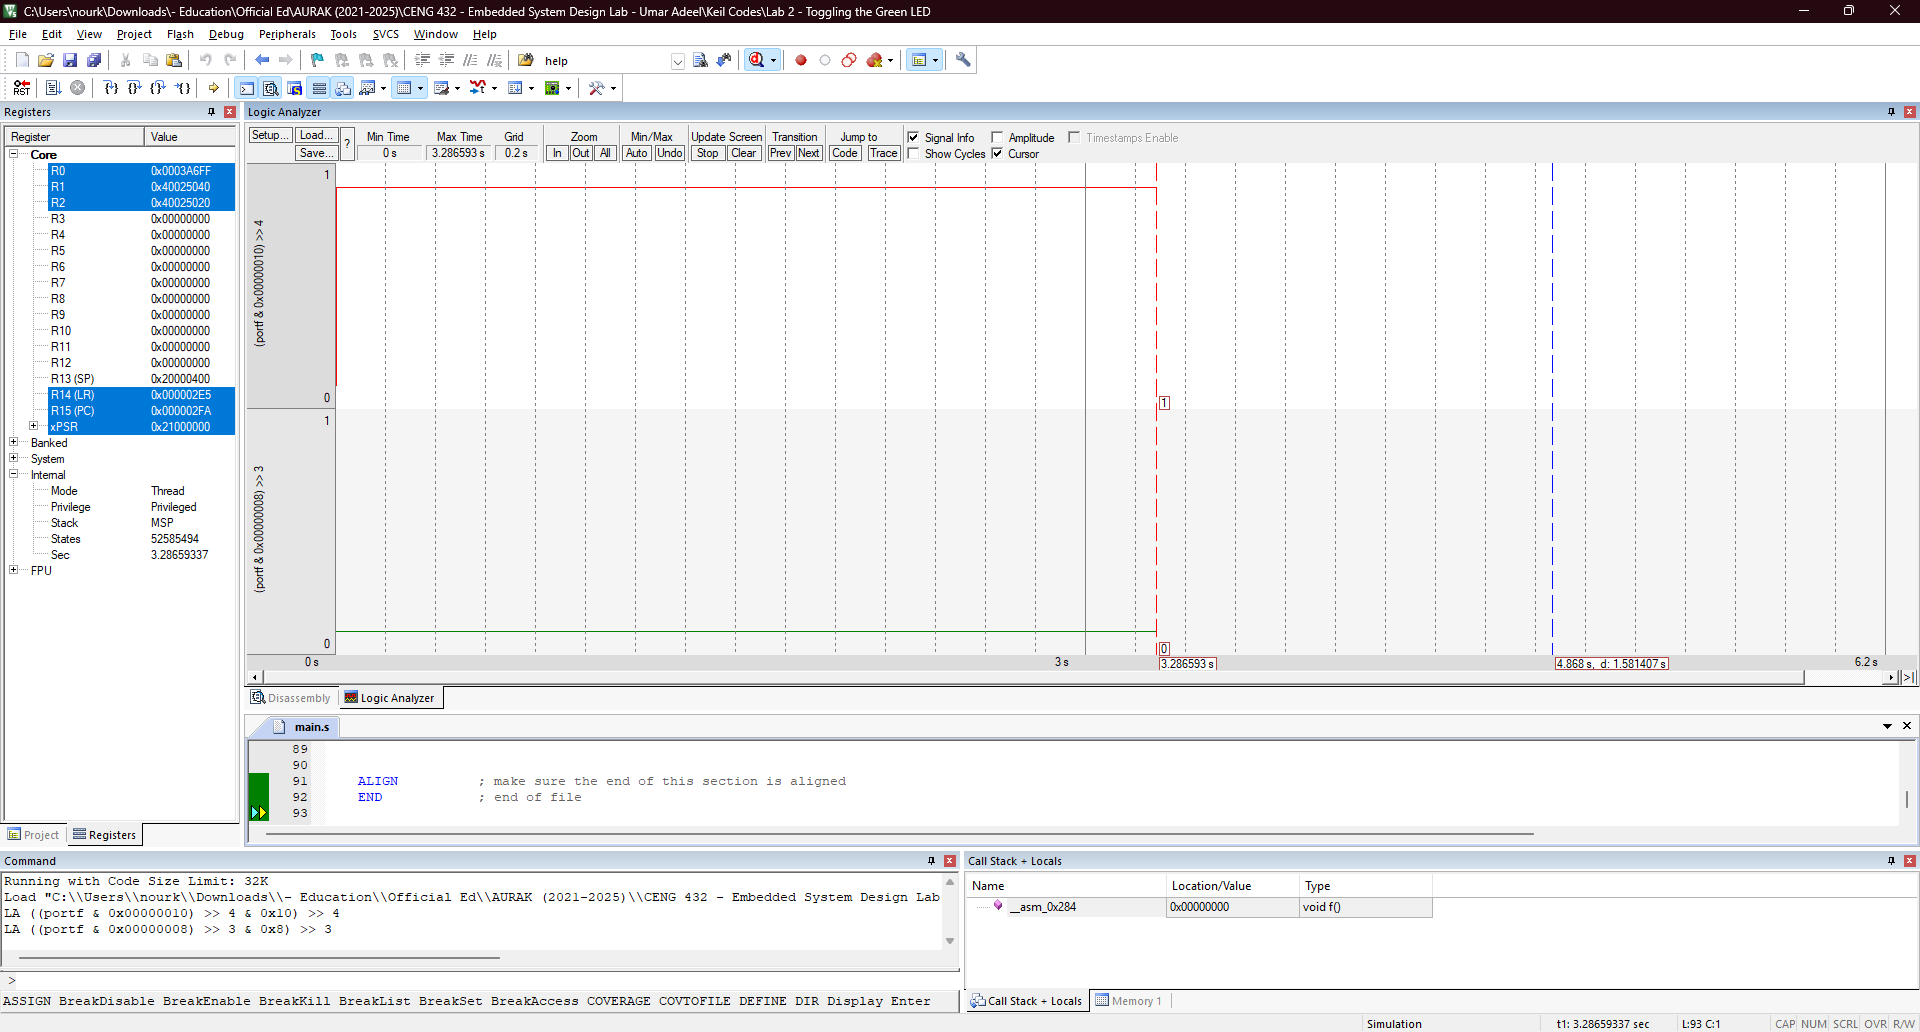 C:\Users\nourk\Downloads\- Education\Official Ed\AURAK (2021-2025)\CENG 432 - Embedded System Design Lab - Umar Adeel\Keil Codes\Lab 2 - Toggling the Green LED
File Edit View Project Flash Debug Peripherals Tools SVCS Window Help
help
RST
Registers
Register Value
Core
R0 0x0003A6FF
R1 0x40025040
R2 0x40025020
R3 0x00000000
R4 0x00000000
R5 0x00000000
R6 0x00000000
R7 0x00000000
R8 0x00000000
R9 0x00000000
R10 0x00000000
R11 0x00000000
R12 0x00000000
R13 (SP) 0x20000400
R14 (LR) 0x000002E5
R15 (PC) 0x000002FA
xPSR 0x21000000
Banked
System
Internal
Mode Thread
Privilege Privileged
Stack MSP
States 52585494
Sec 3.28659337
FPU
Project Registers
Logic Analyzer
Setup... Load... ? Min Time Max Time Grid Zoom Min/Max Update Screen Transition Jump to Signal Info Amplitude Timestamps Enable
Save... 0 s 3.286593 s 0.2 s In Out All Auto Undo Stop Clear Prev Next Code Trace Show Cycles Cursor
1
(portf & 0x00000010) >> 4
0
1
1
(portf & 0x00000008) >> 3
0
0
0 s 3 s 3.286593 s 4.868 s, d: 1.581407 s 6.2 s
Disassembly Logic Analyzer
main.s
89
90
91 ALIGN ; make sure the end of this section is aligned
92 END ; end of file
93
Command
Running with Code Size Limit: 32K
Load "C:\\Users\\nourk\\Downloads\\- Education\\Official Ed\\AURAK (2021-2025)\\CENG 432 - Embedded System Design Lab
LA ((portf & 0x00000010) >> 4 & 0x10) >> 4
LA ((portf & 0x00000008) >> 3 & 0x8) >> 3
>
ASSIGN BreakDisable BreakEnable BreakKill BreakList BreakSet BreakAccess COVERAGE COVTOFILE DEFINE DIR Display Enter
Call Stack + Locals
Name Location/Value Type
__asm_0x284 0x00000000 void f()
Call Stack + Locals Memory 1
Simulation t1: 3.28659337 sec L:93 C:1 CAP NUM SCRL OVR R/W